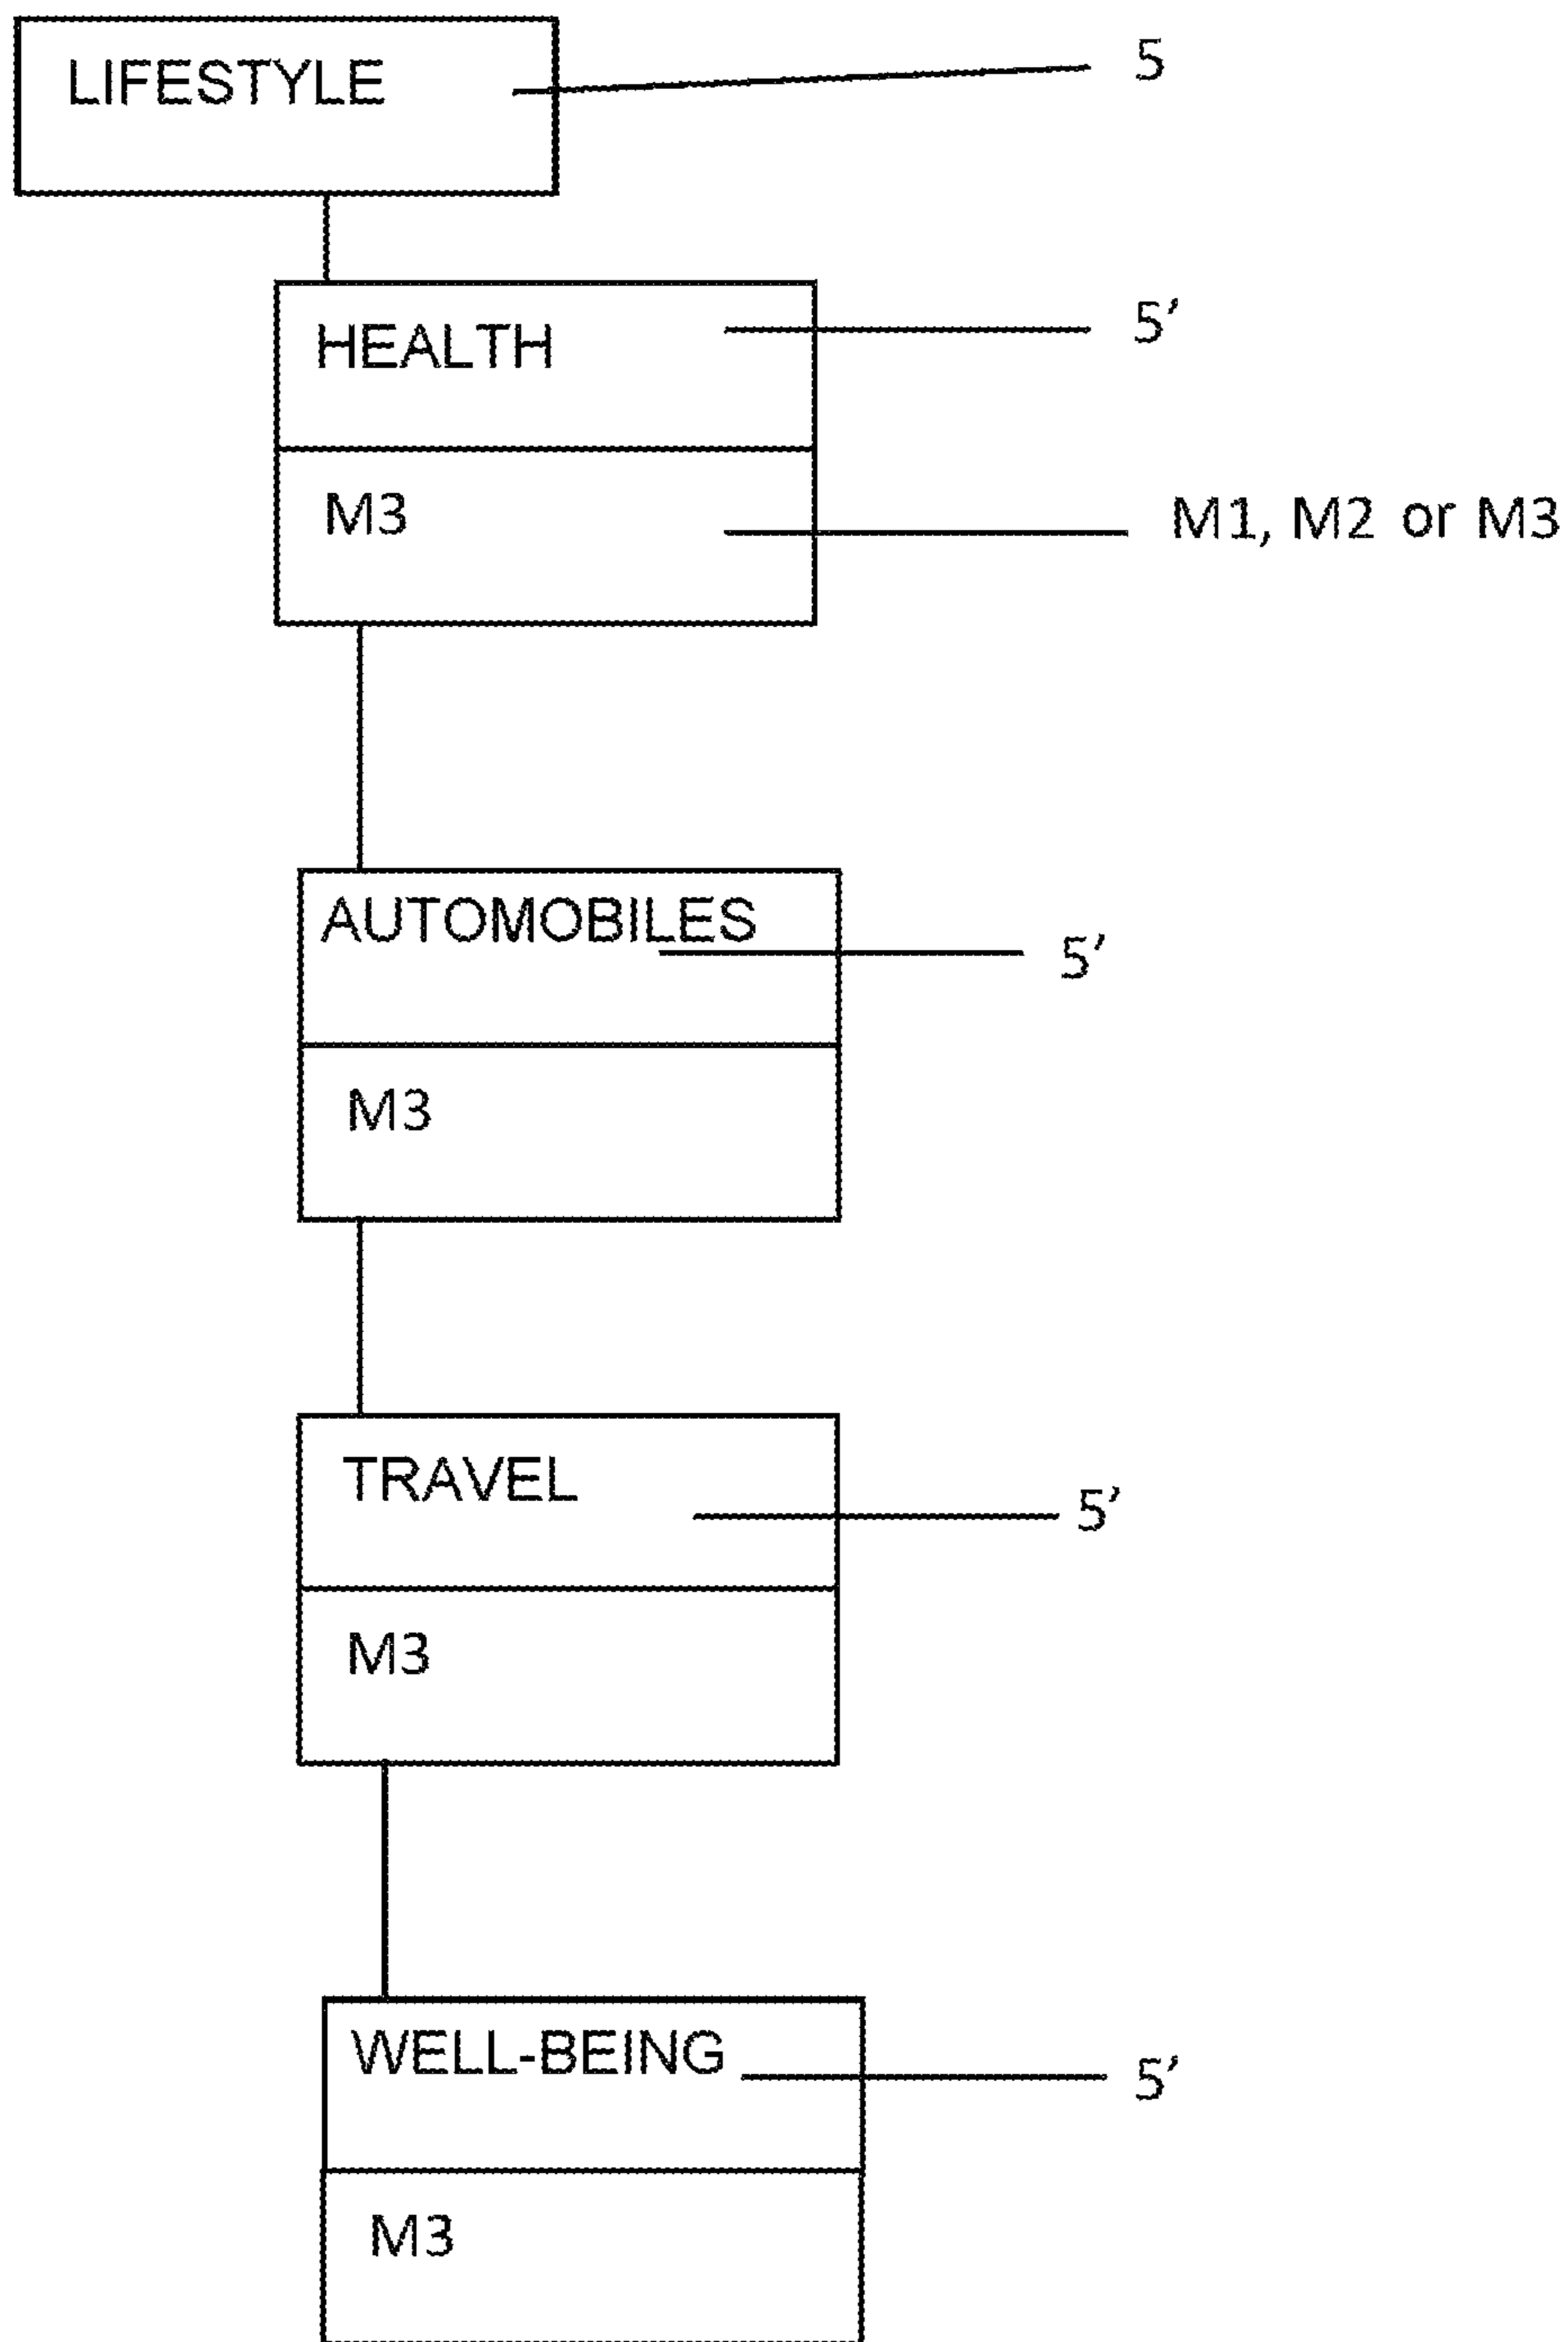 LIFESTYLE 5
HEALTH 5’
M3 M1, M2 or M3
AUTOMOBILES 5’
M3
TRAVEL 5’
M3
WELL-BEING 5’
M3